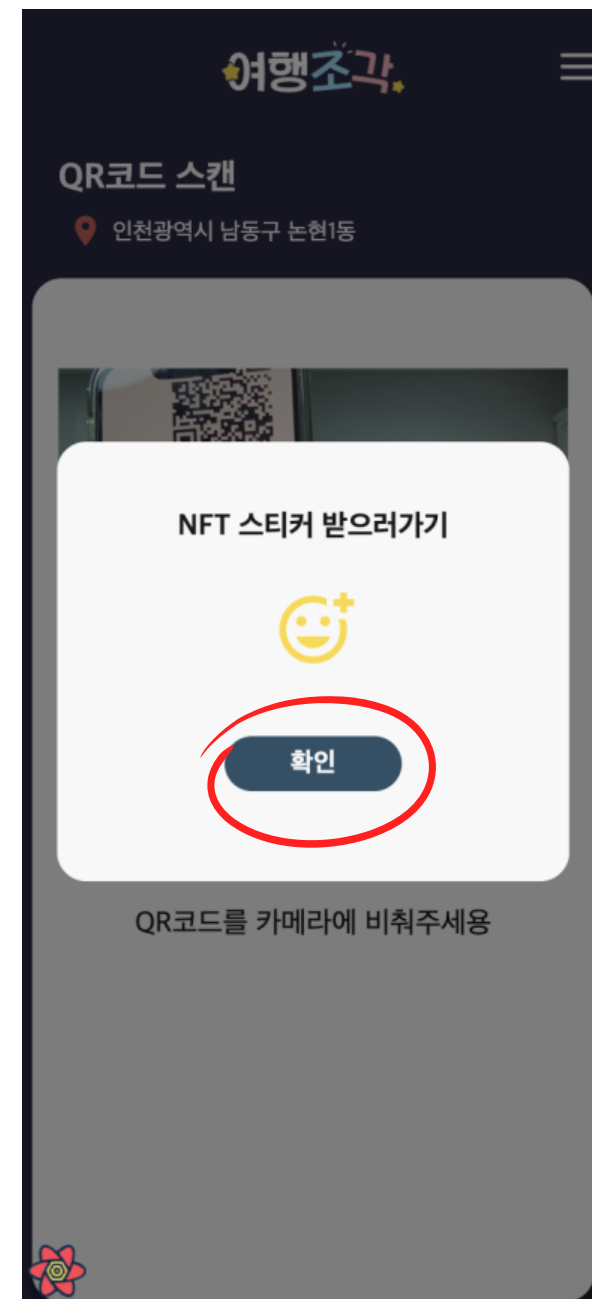 여행조각
QR코드 스캔
인천광역시 남동구 논현1동
NFT 스티커 받으러가기
확인
QR코드를 카메라에 비춰주세용